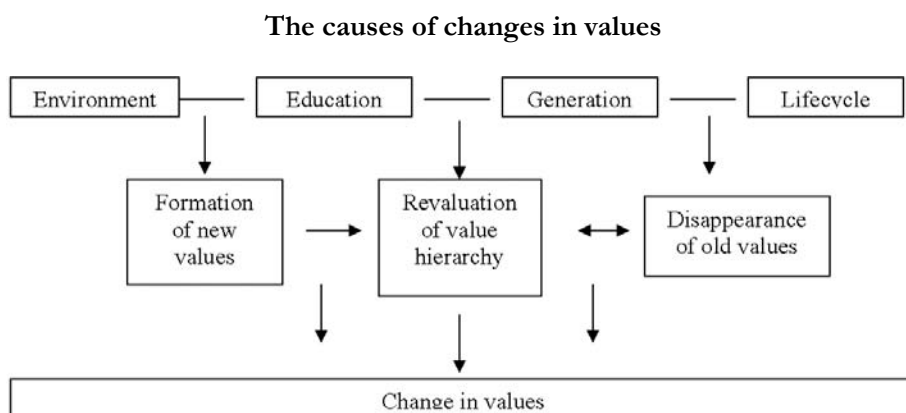 The causes of changes in values
Environment
Education
Generation
Lifecycle
Formation
of new
values
Revaluation
of value
hierarchy
Disappearance
of old values
Change in values